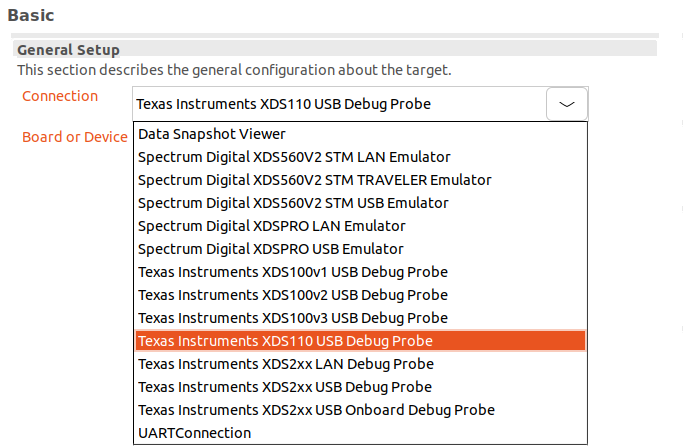 Basic
General Setup
This section describes the general configuration about the target.
Connection
Texas Instruments XDS110 USB Debug Probe
Board or Device
Data Snapshot Viewer
Spectrum Digital XDS560V2 STM LAN Emulator
Spectrum Digital XDS560V2 STM TRAVELER Emulator
Spectrum Digital XDS560V2 STM USB Emulator
Spectrum Digital XDSPRO LAN Emulator
Spectrum Digital XDSPRO USB Emulator
Texas Instruments XDS100v1 USB Debug Probe
Texas Instruments XDS100v2 USB Debug Probe
Texas Instruments XDS100v3 USB Debug Probe
Texas Instruments XDS110 USB Debug Probe
Texas Instruments XDS2xx LAN Debug Probe
Texas Instruments XDS2xx USB Debug Probe
Texas Instruments XDS2xx USB Onboard Debug Probe
UARTConnection